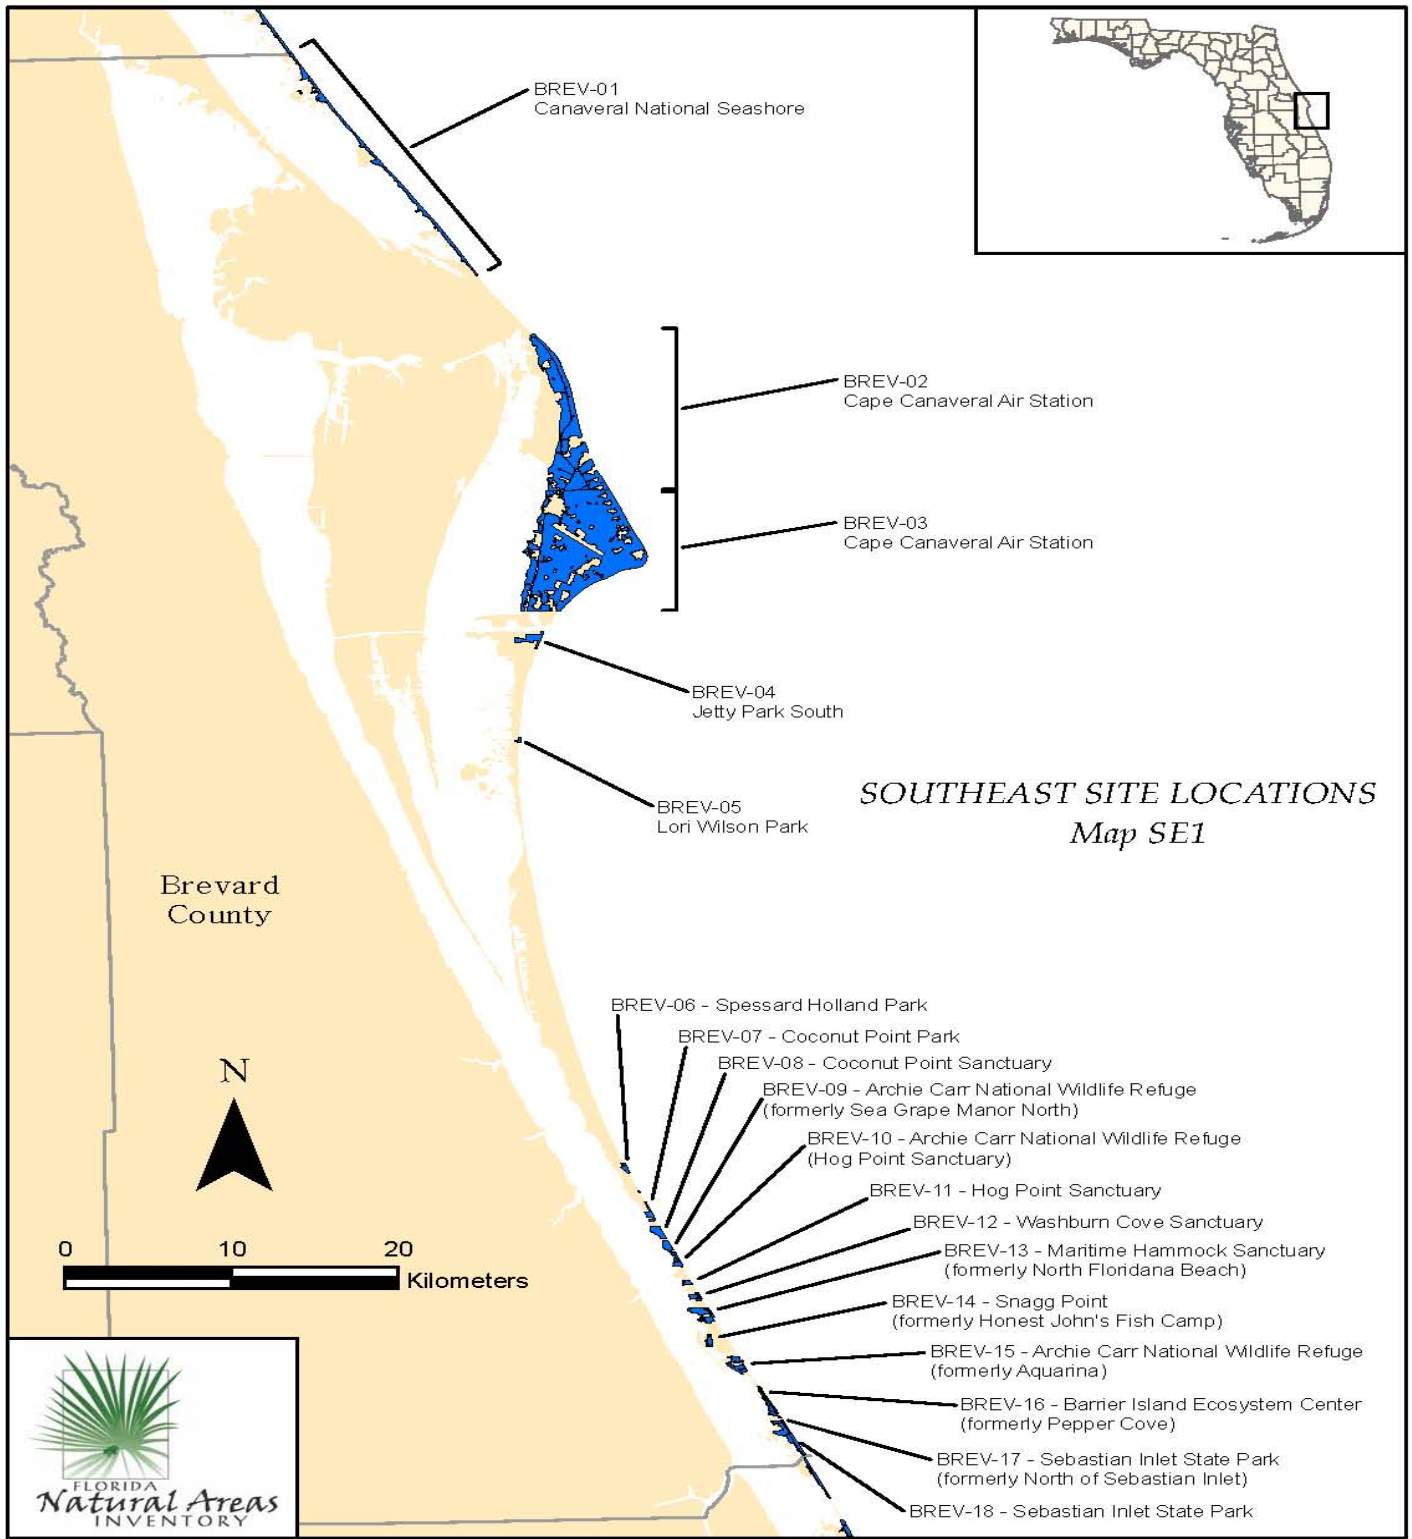 BREV-01
Canaveral National Seashore
BREV-02
Cape Canaveral Air Station
BREV-03
Cape Canaveral Air Station
BREV-04
Jetty Park South
BREV-05
Lori Wilson Park
SOUTHEAST SITE LOCATIONS
Map SE1
Brevard
County
BREV-06 - Spessard Holland Park
BREV-07 - Coconut Point Park
BREV-08 - Coconut Point Sanctuary
BREV-09 - Archie Carr National Wildlife Refuge
(formerly Sea Grape Manor North)
BREV-10 - Archie Carr National Wildlife Refuge
(Hog Point Sanctuary)
BREV-11 - Hog Point Sanctuary
BREV-12 - Washburn Cove Sanctuary
BREV-13 - Maritime Hammock Sanctuary
(formerly North Floridana Beach)
BREV-14 - Snagg Point
(formerly Honest John's Fish Camp)
BREV-15 - Archie Carr National Wildlife Refuge
(formerly Aquarina)
BREV-16 - Barrier Island Ecosystem Center
(formerly Pepper Cove)
BREV-17 - Sebastian Inlet State Park
(formerly North of Sebastian Inlet)
BREV-18 - Sebastian Inlet State Park
N
0 10 20
Kilometers
FLORIDA
Natural Areas
INVENTORY